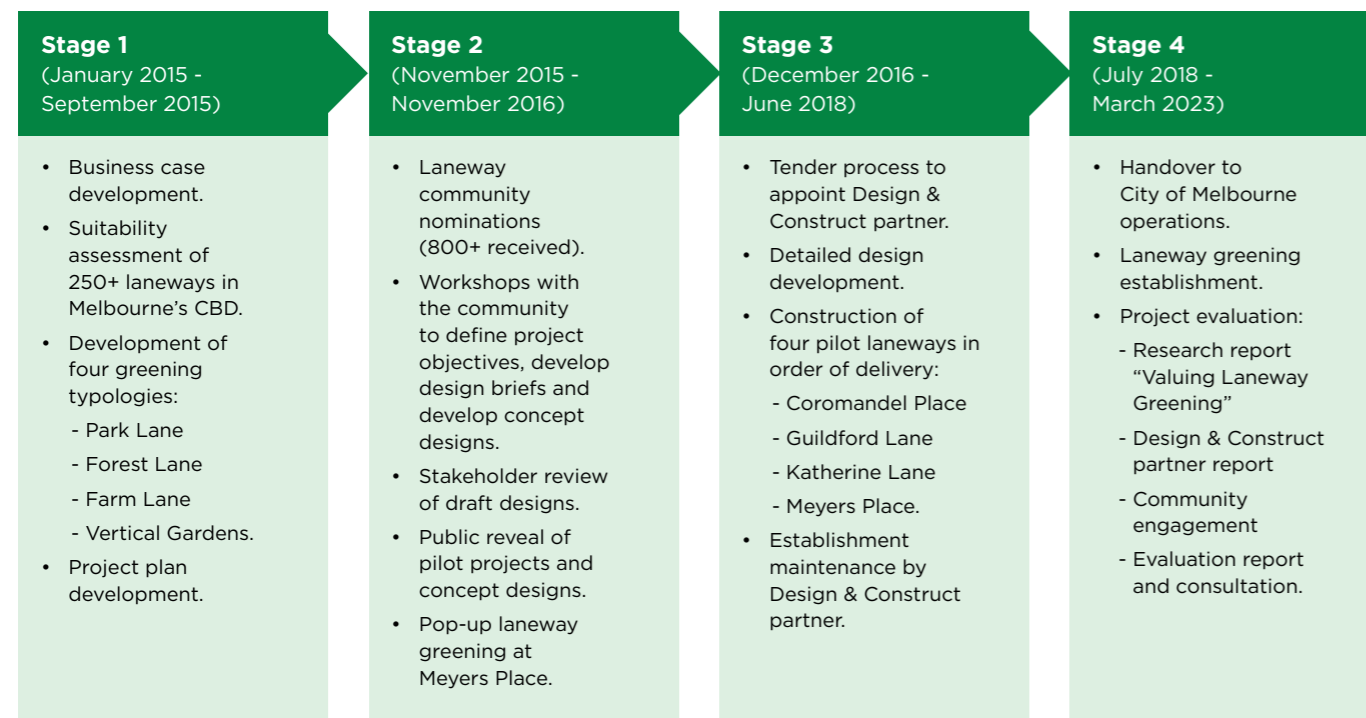 Stage 1
(January 2015 -
September 2015)
• Business case
development.
• Suitability
assessment of
250+ laneways in
Melbourne’s CBD.
• Development of
four greening
typologies:
- Park Lane
- Forest Lane
- Farm Lane
- Vertical Gardens.
• Project plan
development.
Stage 2
(November 2015 -
November 2016)
• Laneway
community
nominations
(800+ received).
• Workshops with
the community
to define project
objectives, develop
design briefs and
develop concept
designs.
• Stakeholder review
of draft designs.
• Public reveal of
pilot projects and
concept designs.
• Pop-up laneway
greening at
Meyers Place.
Stage 3
(December 2016 -
June 2018)
• Tender process to
appoint Design &
Construct partner.
• Detailed design
development.
• Construction of
four pilot laneways in
order of delivery:
- Coromandel Place
- Guildford Lane
- Katherine Lane
- Meyers Place.
• Establishment
maintenance by
Design & Construct
partner.
Stage 4
(July 2018 -
March 2023)
• Handover to
City of Melbourne
operations.
• Laneway greening
establishment.
• Project evaluation:
- Research report
“Valuing Laneway
Greening”
- Design & Construct
partner report
- Community
engagement
- Evaluation report
and consultation.